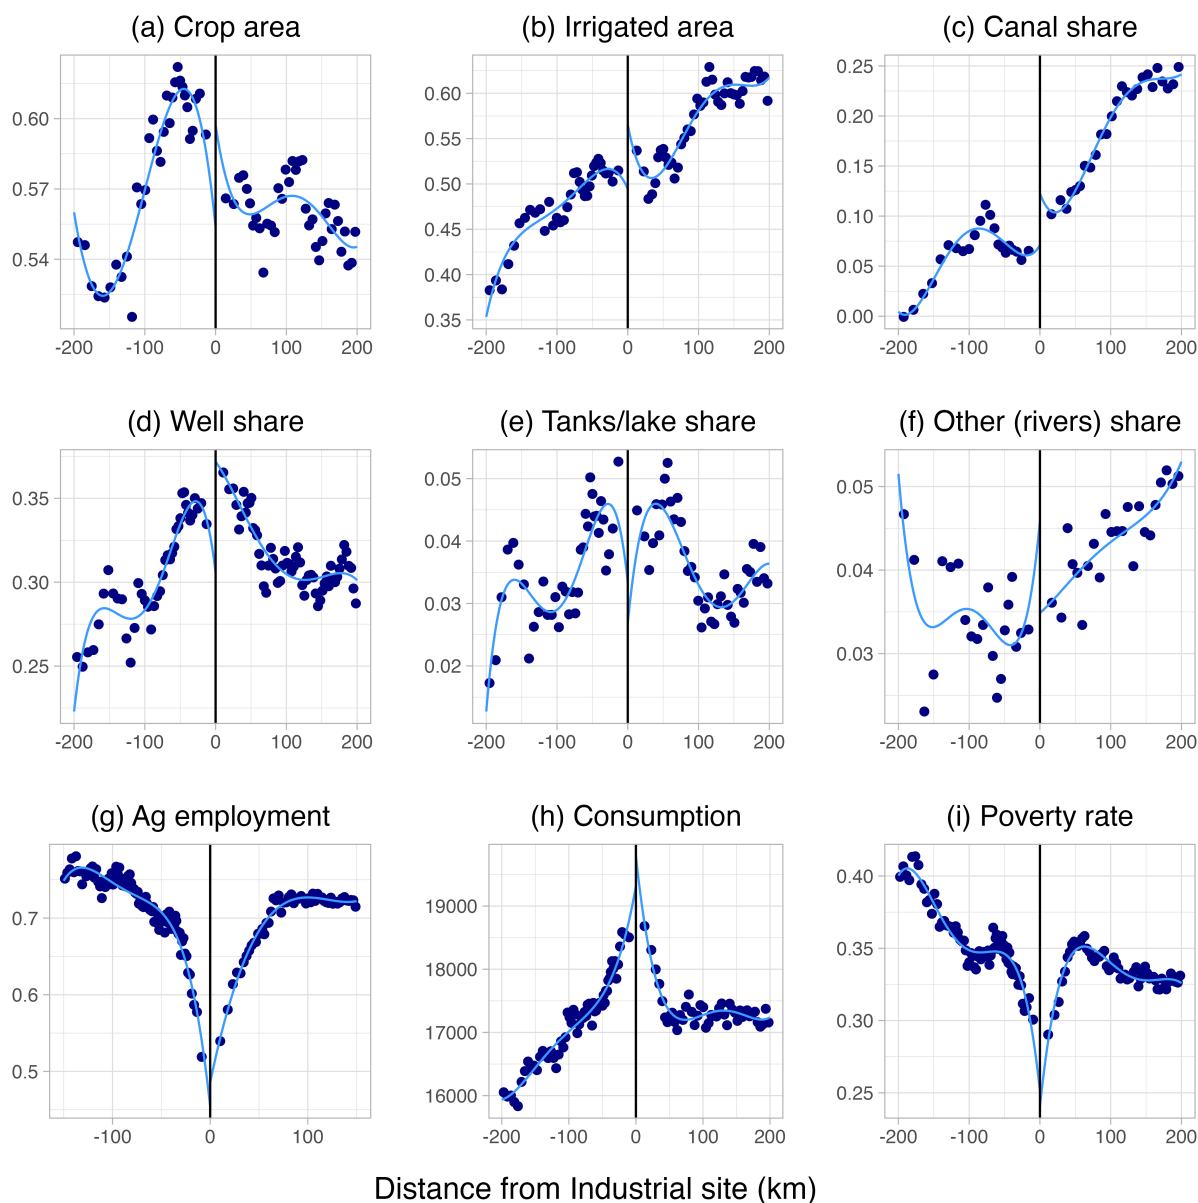 (a) Crop area
(b) Irrigated area
(c) Canal share
0.60
0.57
0.54
-200 -100 0 100 200
0.60
0.55
0.50
0.45
0.40
0.35
-200 -100 0 100 200
0.25
0.20
0.15
0.10
0.05
0.00
-200 -100 0 100 200
(d) Well share
(e) Tanks/lake share
(f) Other (rivers) share
0.35
0.30
0.25
-200 -100 0 100 200
0.05
0.04
0.03
0.02
-200 -100 0 100 200
0.05
0.04
0.03
-200 -100 0 100 200
(g) Ag employment
(h) Consumption
(i) Poverty rate
0.7
0.6
0.5
-100 0 100
19000
18000
17000
16000
-200 -100 0 100 200
0.40
0.35
0.30
0.25
-200 -100 0 100 200
Distance from Industrial site (km)